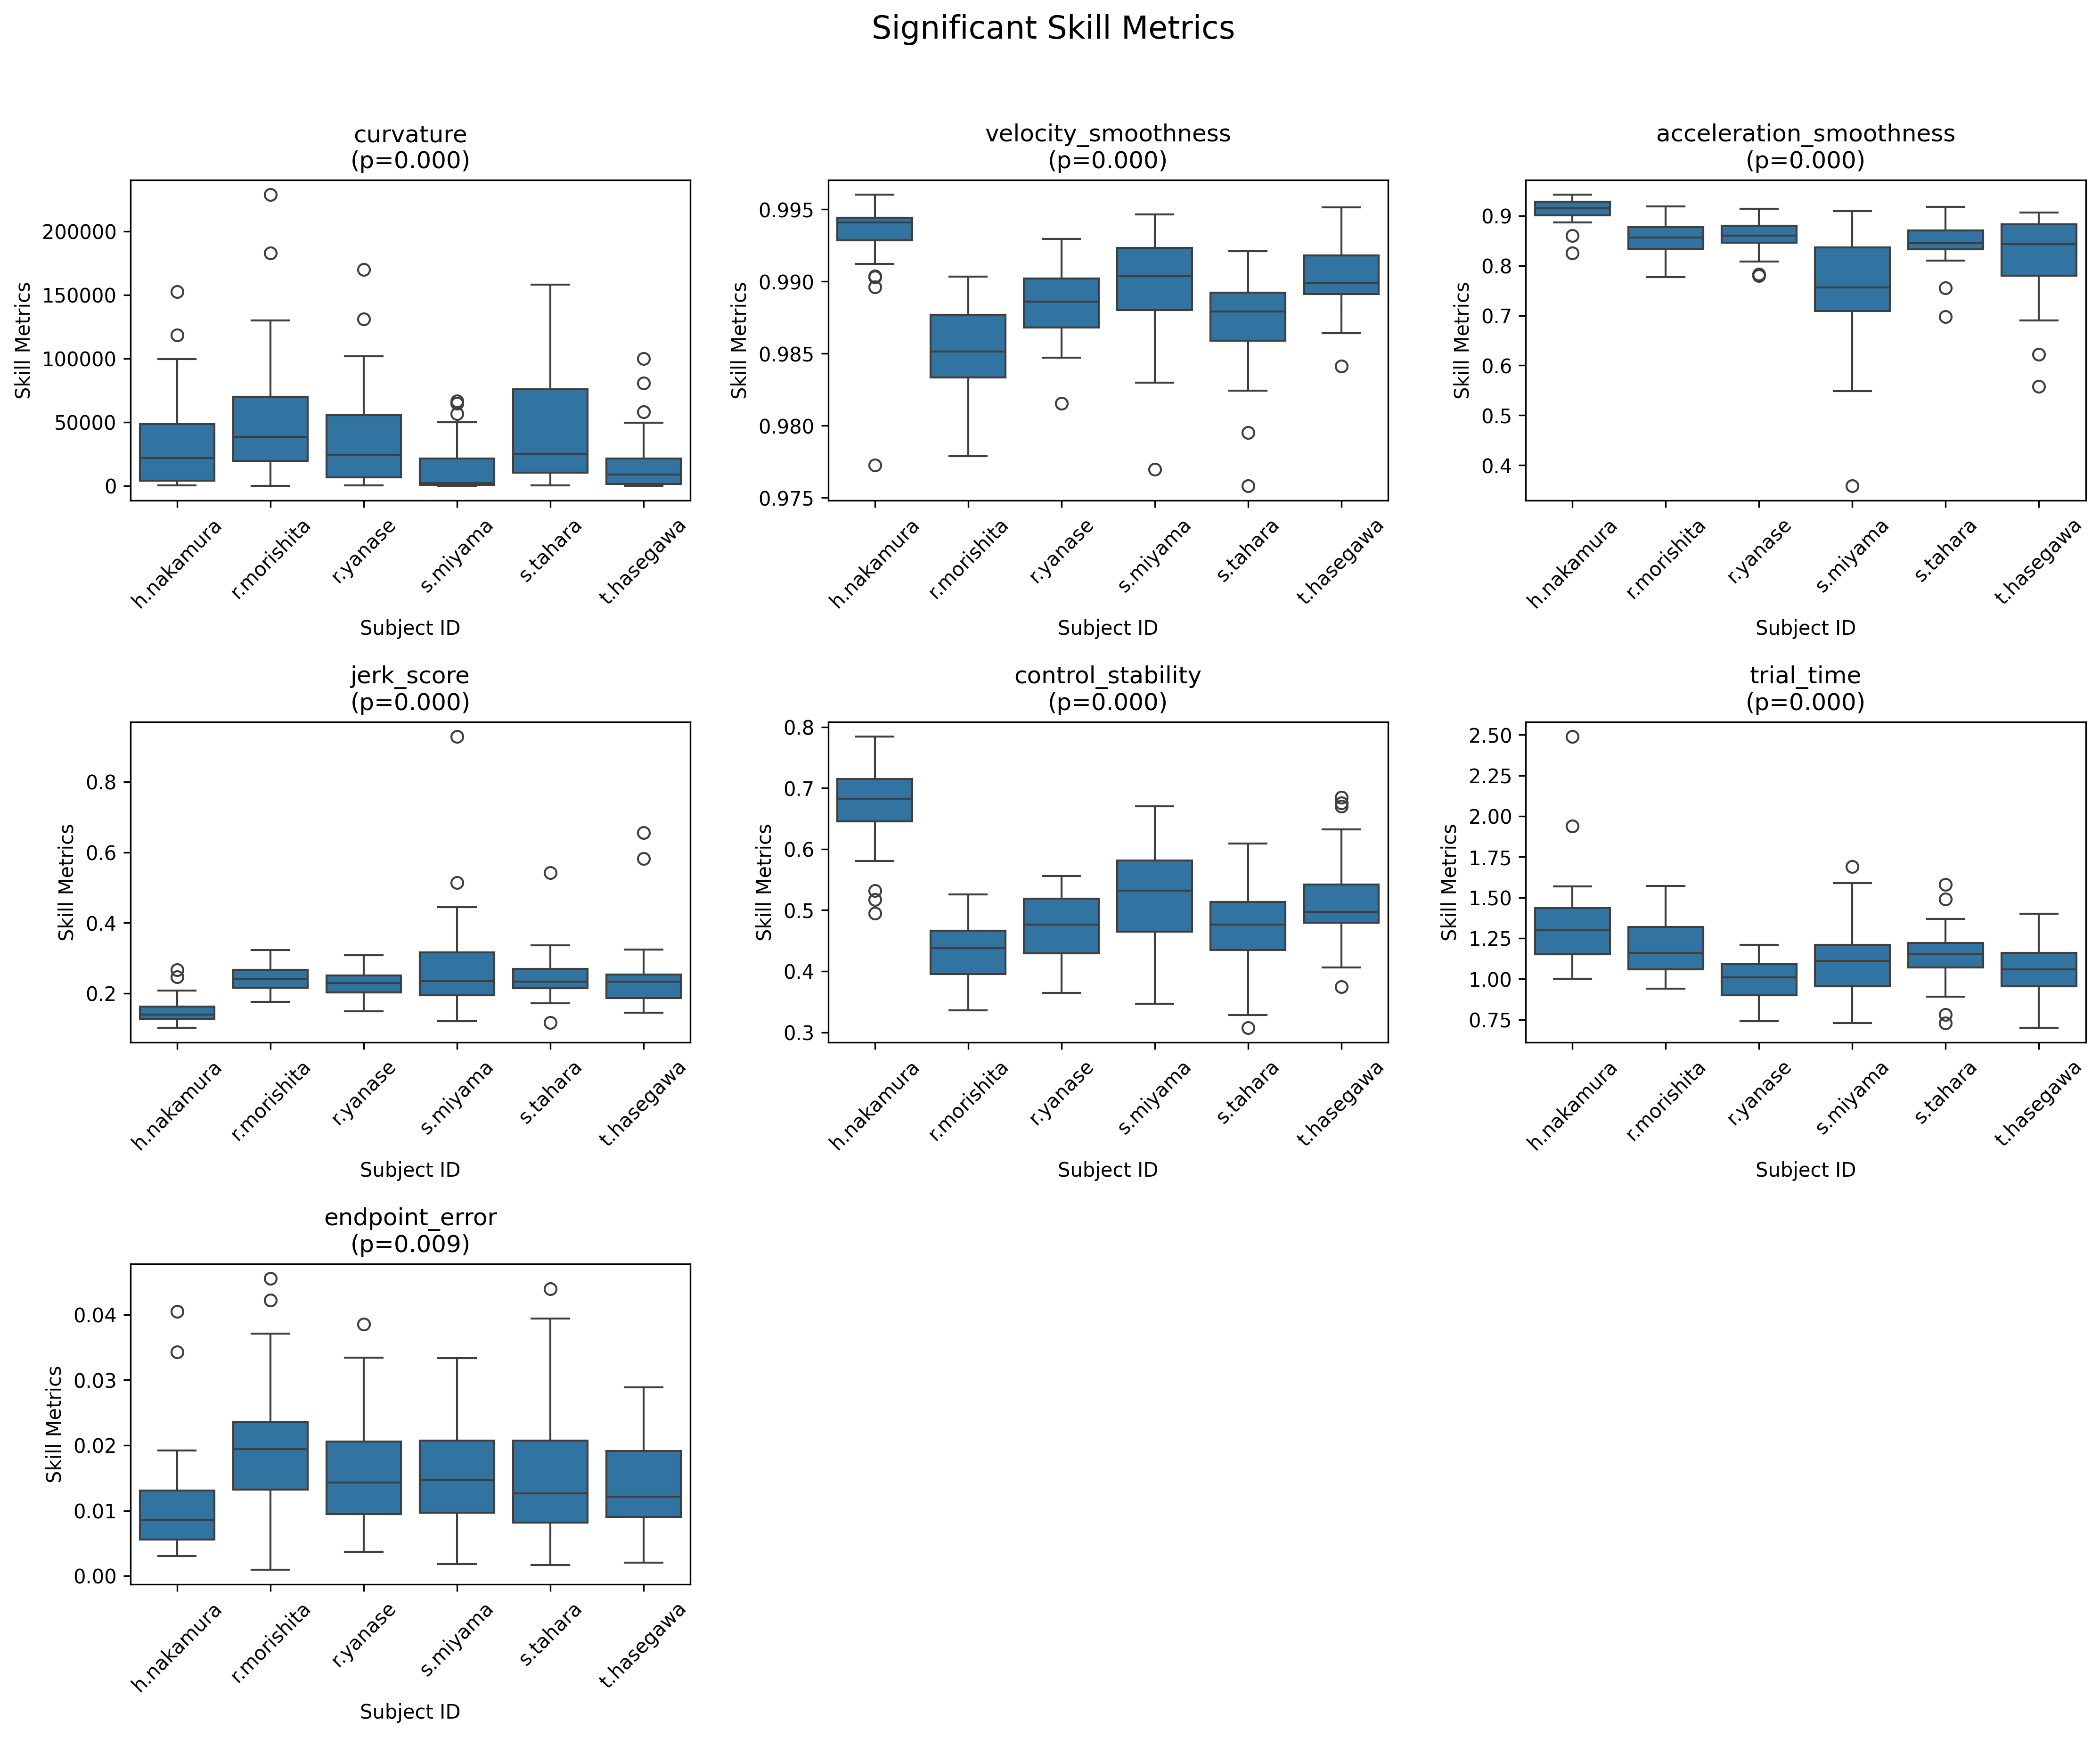 Significant Skill Metrics
curvature
(p=0.000)
Skill Metrics
200000
150000
100000
50000
0
h.nakamura
r.morishita
r.yanase
s.miyama
s.tahara
t.hasegawa
Subject ID
velocity_smoothness
(p=0.000)
Skill Metrics
0.995
0.990
0.985
0.980
0.975
h.nakamura
r.morishita
r.yanase
s.miyama
s.tahara
t.hasegawa
Subject ID
acceleration_smoothness
(p=0.000)
Skill Metrics
0.9
0.8
0.7
0.6
0.5
0.4
h.nakamura
r.morishita
r.yanase
s.miyama
s.tahara
t.hasegawa
Subject ID
jerk_score
(p=0.000)
Skill Metrics
0.8
0.6
0.4
0.2
h.nakamura
r.morishita
r.yanase
s.miyama
s.tahara
t.hasegawa
Subject ID
control_stability
(p=0.000)
Skill Metrics
0.8
0.7
0.6
0.5
0.4
0.3
h.nakamura
r.morishita
r.yanase
s.miyama
s.tahara
t.hasegawa
Subject ID
trial_time
(p=0.000)
Skill Metrics
2.50
2.25
2.00
1.75
1.50
1.25
1.00
0.75
h.nakamura
r.morishita
r.yanase
s.miyama
s.tahara
t.hasegawa
Subject ID
endpoint_error
(p=0.009)
Skill Metrics
0.04
0.03
0.02
0.01
0.00
h.nakamura
r.morishita
r.yanase
s.miyama
s.tahara
t.hasegawa
Subject ID